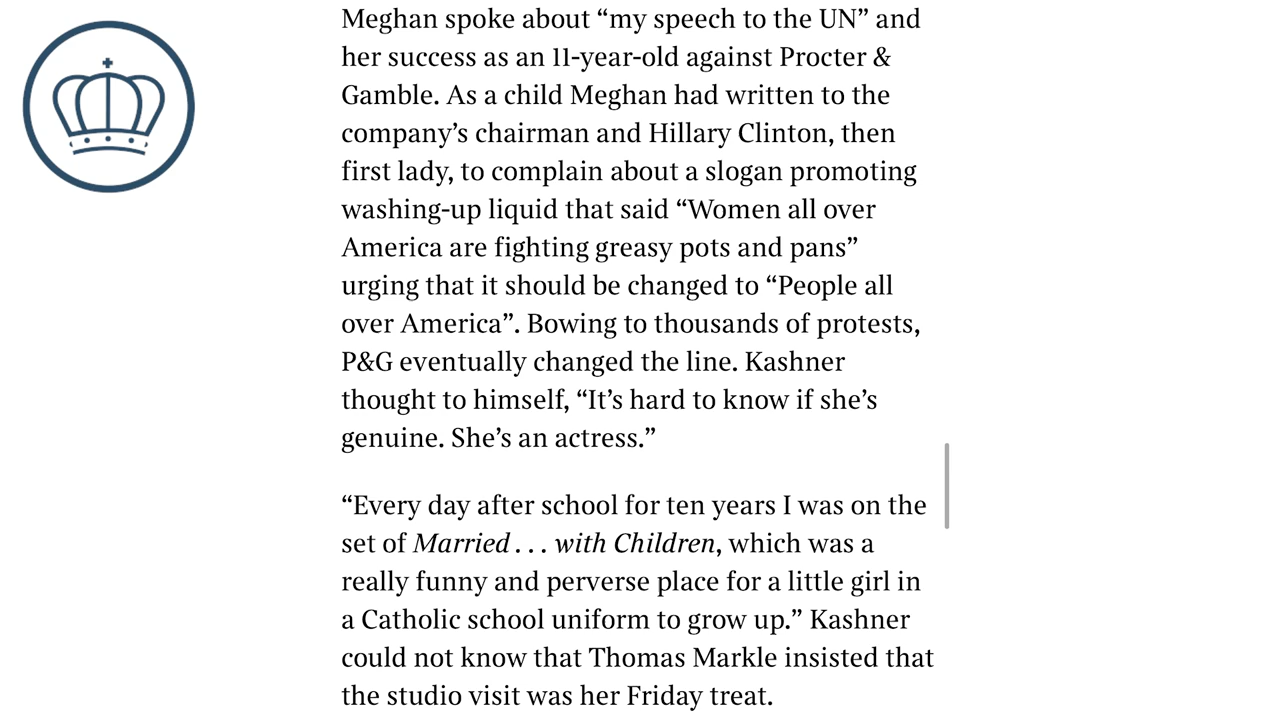 Meghan spoke about “my speech to the UN” and
her success as an 11-year-old against Procter &
Gamble. As a child Meghan had written to the
company’s chairman and Hillary Clinton, then
first lady, to complain about a slogan promoting
washing-up liquid that said “Women all over
America are fighting greasy pots and pans”
urging that it should be changed to “People all
over America”. Bowing to thousands of protests,
P&G eventually changed the line. Kashner
thought to himself, “It’s hard to know if she’s
genuine. She’s an actress.”
“Every day after school for ten years I was on the
set of Married . . . with Children, which was a
really funny and perverse place for a little girl in
a Catholic school uniform to grow up.” Kashner
could not know that Thomas Markle insisted that
the studio visit was her Friday treat.